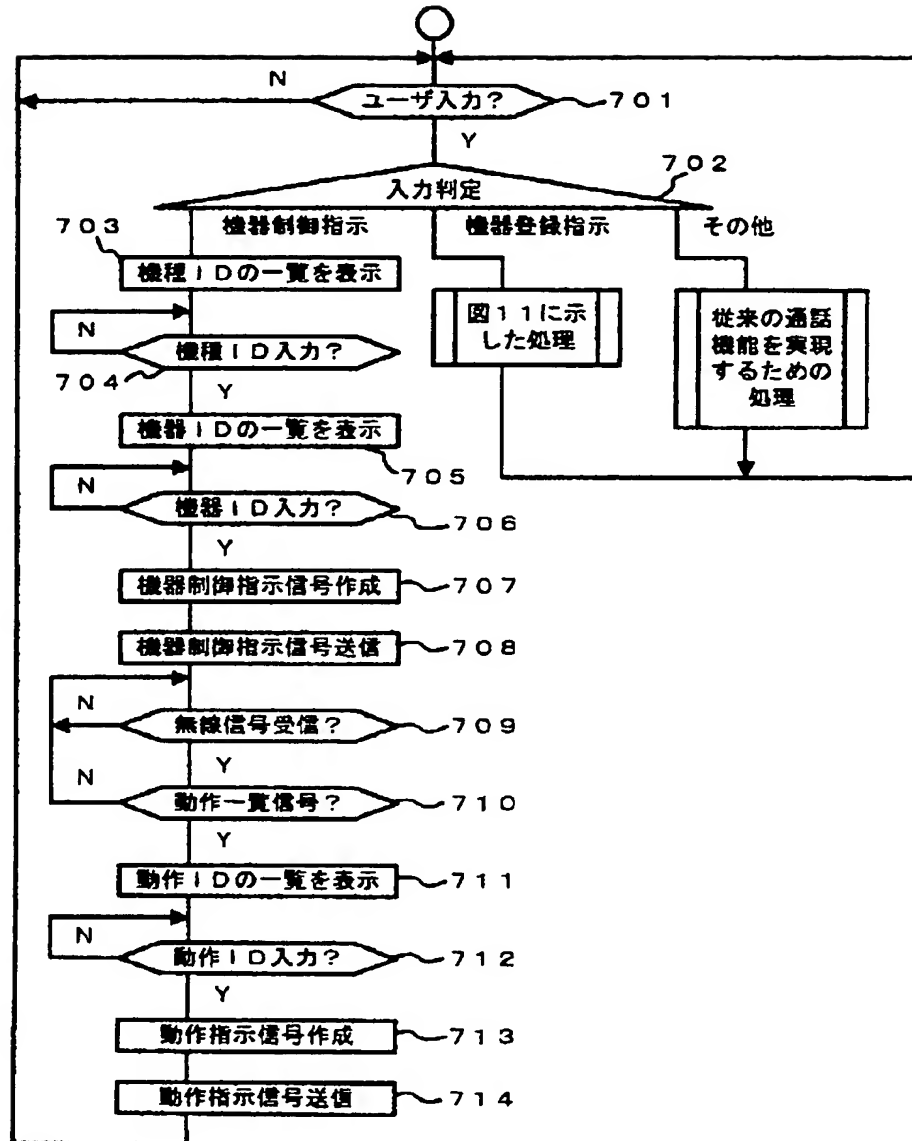 N
ユーザ入力?
701
Y
702
入力判定
703
機器制御指示
機器登録指示
その他
機種IDの一覧を表示
図11に示
した処理
従来の通話
機能を実現
するための
処理
N
機種ID入力?
704
Y
機器IDの一覧を表示
705
N
機器ID入力?
706
Y
機器制御指示信号作成
707
機器制御指示信号送信
708
N
無線信号受信?
709
Y
N
動作一覧信号?
710
Y
動作IDの一覧を表示
711
N
動作ID入力?
712
Y
動作指示信号作成
713
動作指示信号送信
714